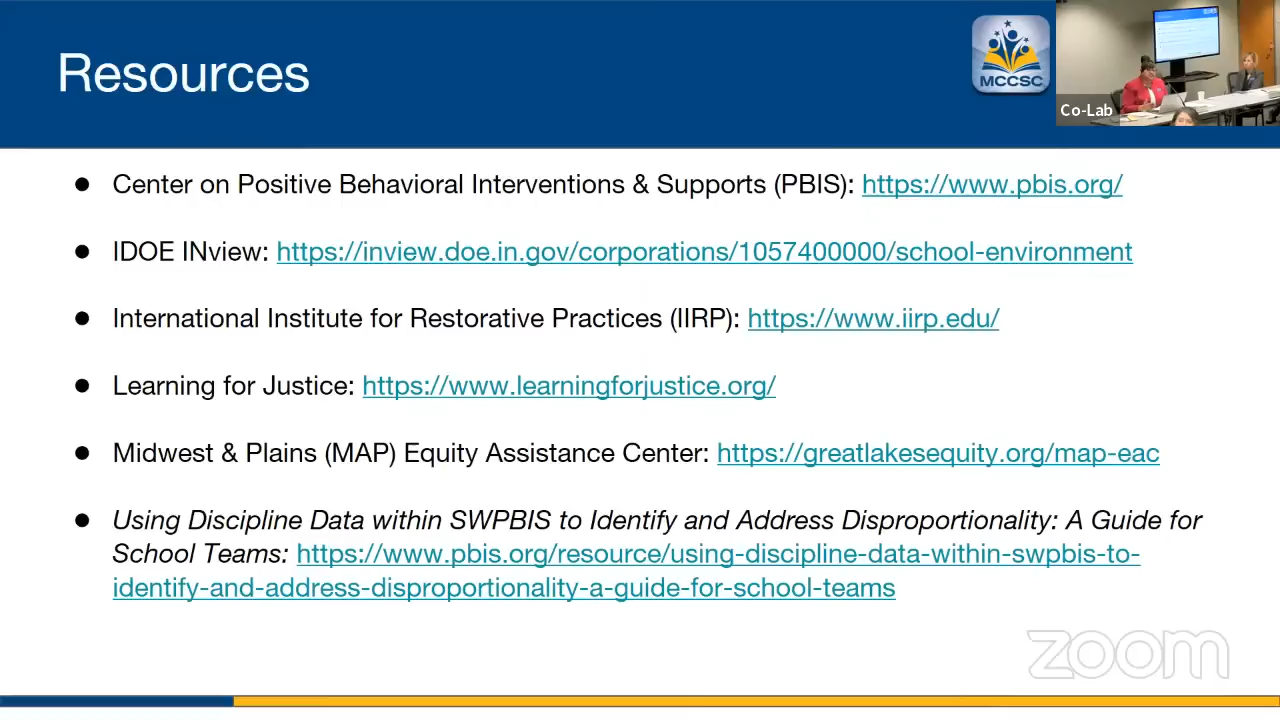 Resources
MCCSC
Co-Lab
● Center on Positive Behavioral Interventions & Supports (PBIS): https://www.pbis.org/
● IDOE INview: https://inview.doe.in.gov/corporations/1057400000/school-environment
● International Institute for Restorative Practices (IIRP): https://www.iirp.edu/
● Learning for Justice: https://www.learningforjustice.org/
● Midwest & Plains (MAP) Equity Assistance Center: https://greatlakesequity.org/map-eac
● Using Discipline Data within SWPBIS to Identify and Address Disproportionality: A Guide for
School Teams: https://www.pbis.org/resource/using-discipline-data-within-swpbis-to-
identify-and-address-disproportionality-a-guide-for-school-teams
zoom